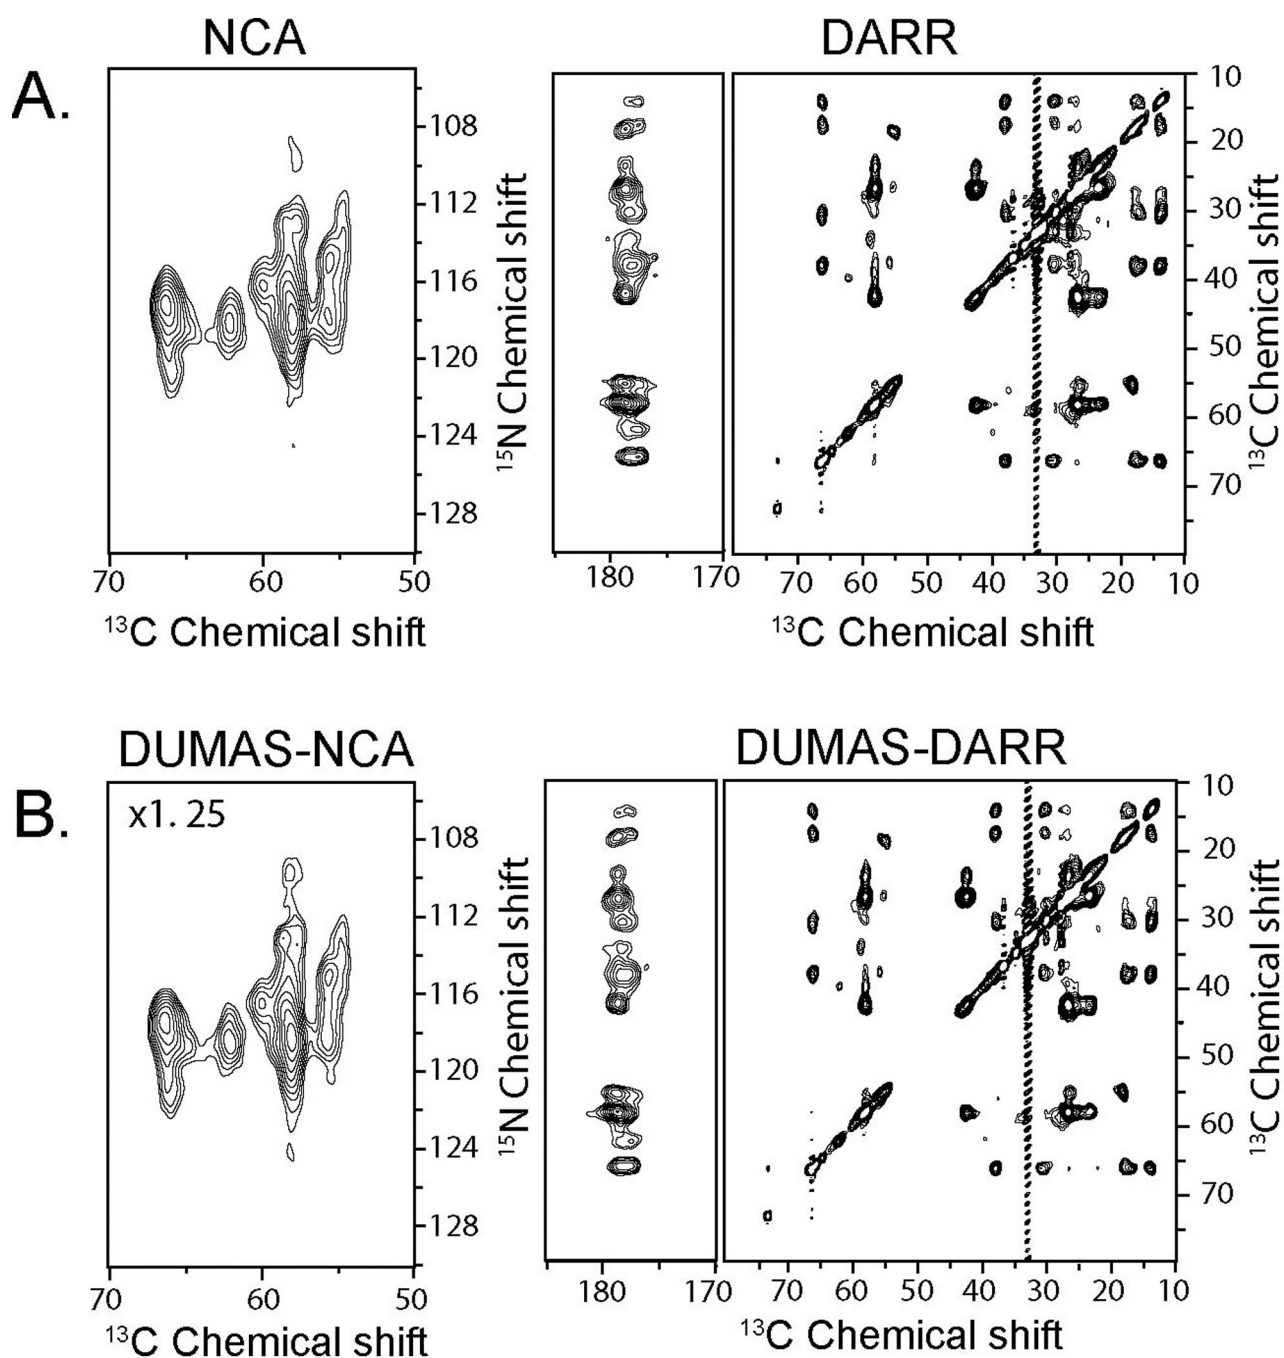 NCA
DARR
A.
108
112
116
120
124
128
15N Chemical shift
70 60 50
13C Chemical shift
180 170
70 60 50 40 30 20 10
10
20
30
40
50
60
70
13C Chemical shift
13C Chemical shift
DUMAS-NCA
DUMAS-DARR
B.
x1. 25
108
112
116
120
124
128
15N Chemical shift
70 60 50
13C Chemical shift
180 170
70 60 50 40 30 20 10
10
20
30
40
50
60
70
13C Chemical shift
13C Chemical shift